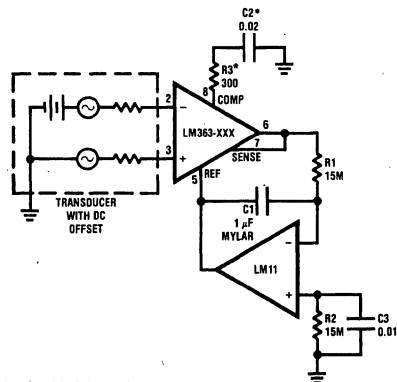 C2*
0.02
R3*
300
8
COMP
2
−
LM363-XXX
6
7
SENSE
3
+
REF
5
R1
15M
TRANSDUCER
WITH DC
OFFSET
C1
1 μF
MYLAR
−
LM11
+
R2
15M
C3
0.01